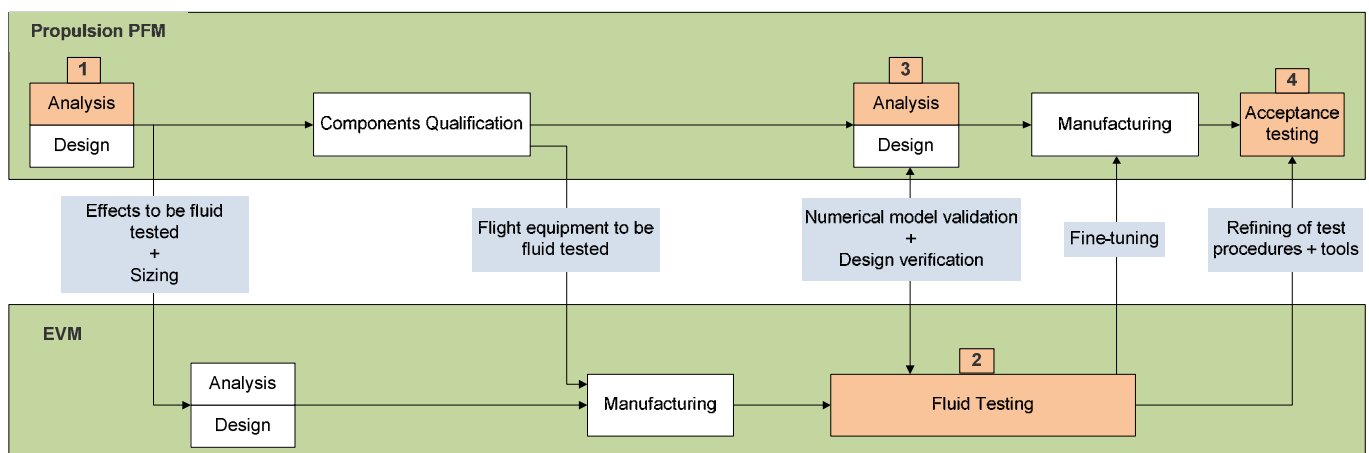 Propulsion PFM
1
Analysis
Design
Components Qualification
3
Analysis
Design
Manufacturing
4
Acceptance
testing
Effects to be fluid
tested
+
Sizing
Flight equipment to be
fluid tested
Numerical model validation
+
Design verification
Fine-tuning
Refining of test
procedures + tools
EVM
Analysis
Design
Manufacturing
2
Fluid Testing